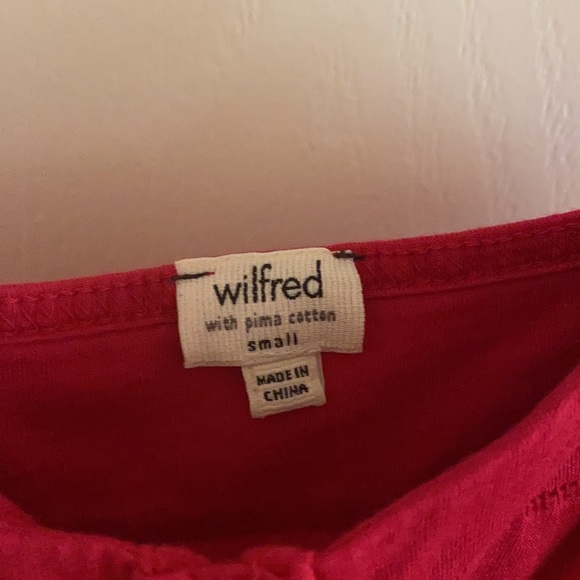 wilfred
with pima cotton
small
MADE IN
CHINA